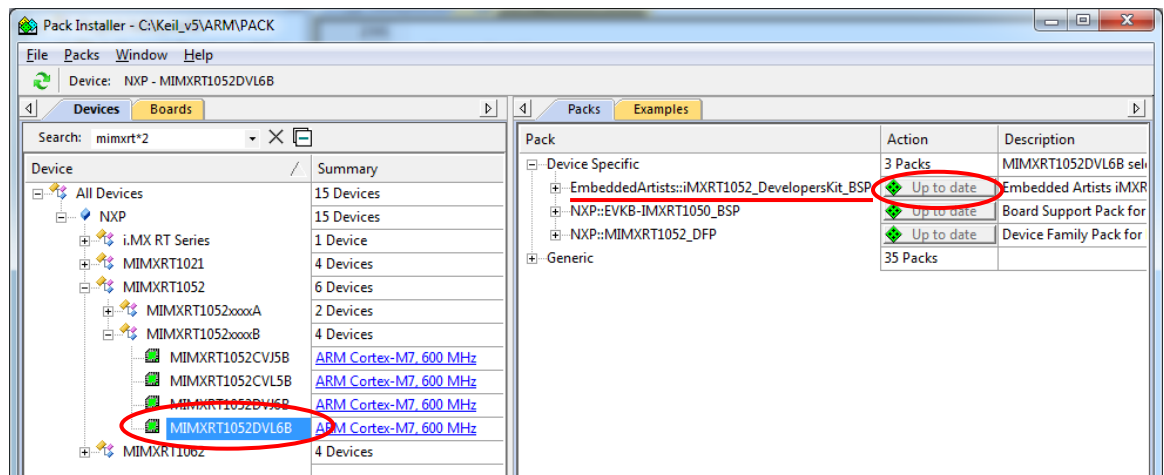 Pack Installer - C:\Keil_v5\ARM\PACK
File Packs Window Help
Device: NXP - MIMXRT1052DVL6B
Devices Boards
Search: mimxrt*2
Device Summary
All Devices 15 Devices
NXP 15 Devices
i.MX RT Series 1 Device
MIMXRT1021 4 Devices
MIMXRT1052 6 Devices
MIMXRT1052xxxxA 2 Devices
MIMXRT1052xxxxB 4 Devices
MIMXRT1052CVJ5B ARM Cortex-M7, 600 MHz
MIMXRT1052CVL5B ARM Cortex-M7, 600 MHz
MIMXRT1052DVJ6B ARM Cortex-M7, 600 MHz
MIMXRT1052DVL6B ARM Cortex-M7, 600 MHz
MIMXRT1062 4 Devices
Packs Examples
Pack Action Description
Device Specific 3 Packs MIMXRT1052DVL6B sel
EmbeddedArtists::iMXRT1052_DevelopersKit_BSP Up to date Embedded Artists iMXR
NXP::EVKB-IMXRT1050_BSP Up to date Board Support Pack for
NXP::MIMXRT1052_DFP Up to date Device Family Pack for
Generic 35 Packs